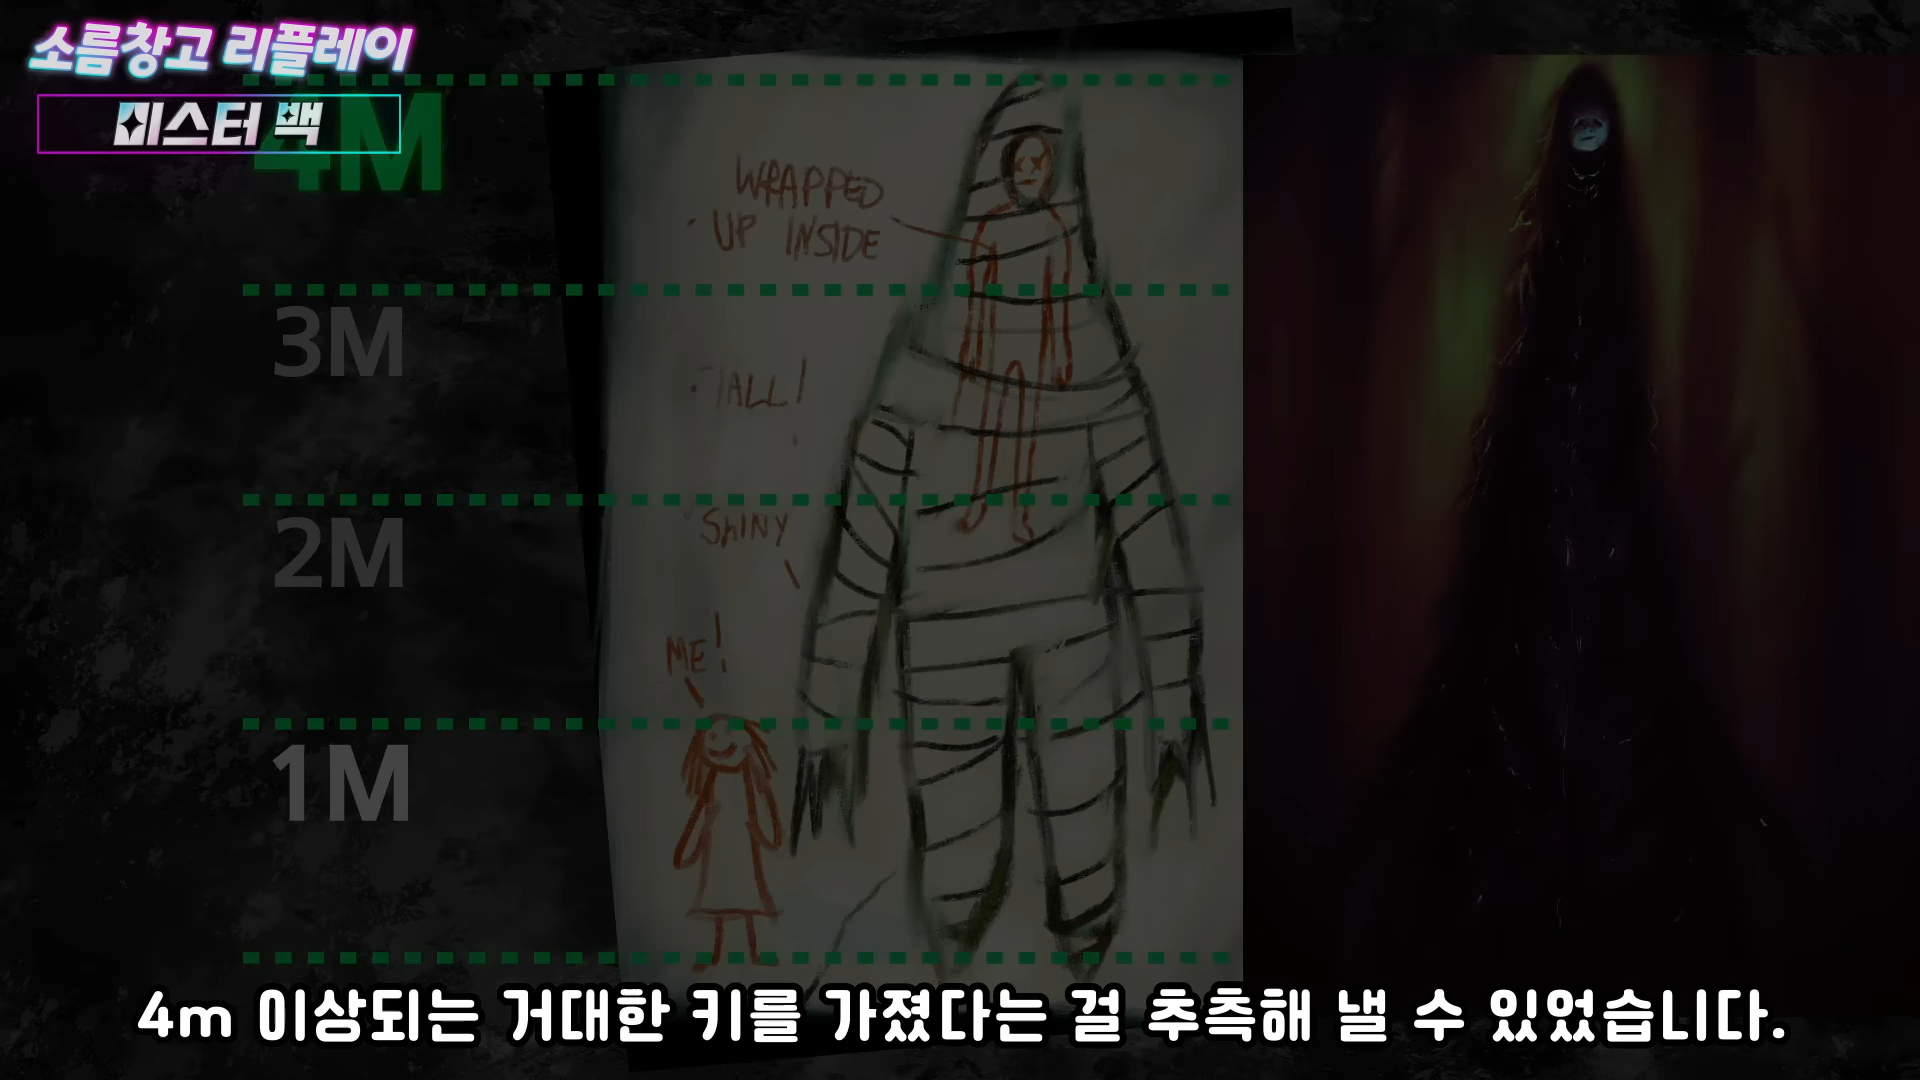 소름창고 리플레이
미스터 백
4M
WRAPPED
UP INSIDE
3M
TALL!
2M
SHINY
ME!
1M
4m 이상되는 거대한 키를 가졌다는 걸 추측해 낼 수 있었습니다.